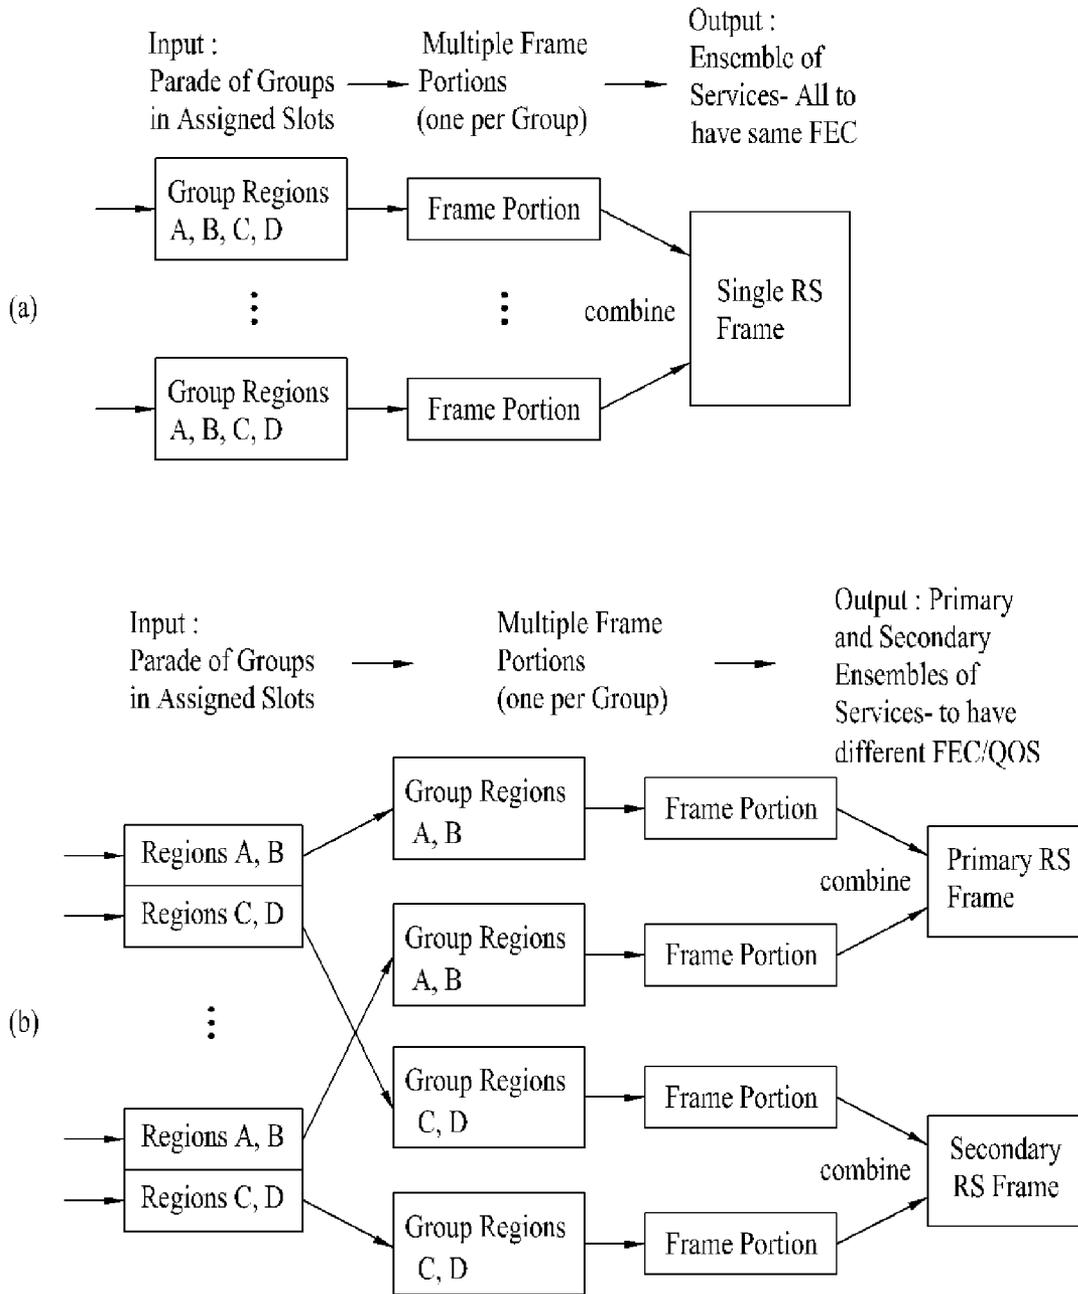 Input :
Parade of Groups
in Assigned Slots
Multiple Frame
Portions
(one per Group)
Output :
Ensemble of
Services- All to
have same FEC
(a)
Group Regions
A, B, C, D
Frame Portion
combine
Single RS
Frame
Group Regions
A, B, C, D
Frame Portion
Input :
Parade of Groups
in Assigned Slots
Multiple Frame
Portions
(one per Group)
Output : Primary
and Secondary
Ensembles of
Services- to have
different FEC/QOS
(b)
Regions A, B
Regions C, D
Group Regions
A, B
Frame Portion
combine
Primary RS
Frame
Group Regions
A, B
Frame Portion
Regions A, B
Regions C, D
Group Regions
C, D
Frame Portion
combine
Secondary
RS Frame
Group Regions
C, D
Frame Portion